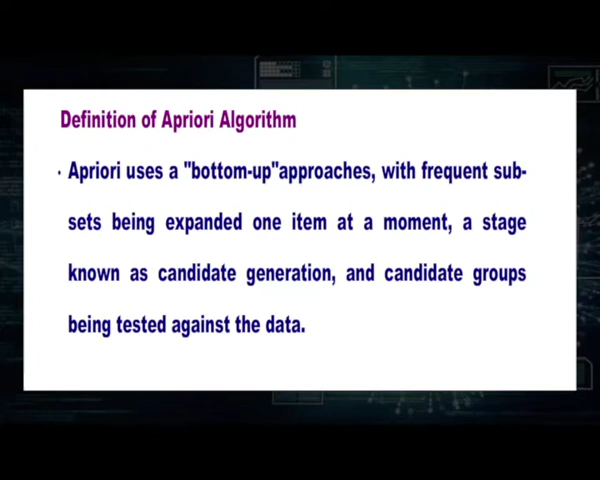 Definition of Apriori Algorithm
· Apriori uses a "bottom-up"approaches, with frequent sub-
sets being expanded one item at a moment, a stage
known as candidate generation, and candidate groups
being tested against the data.